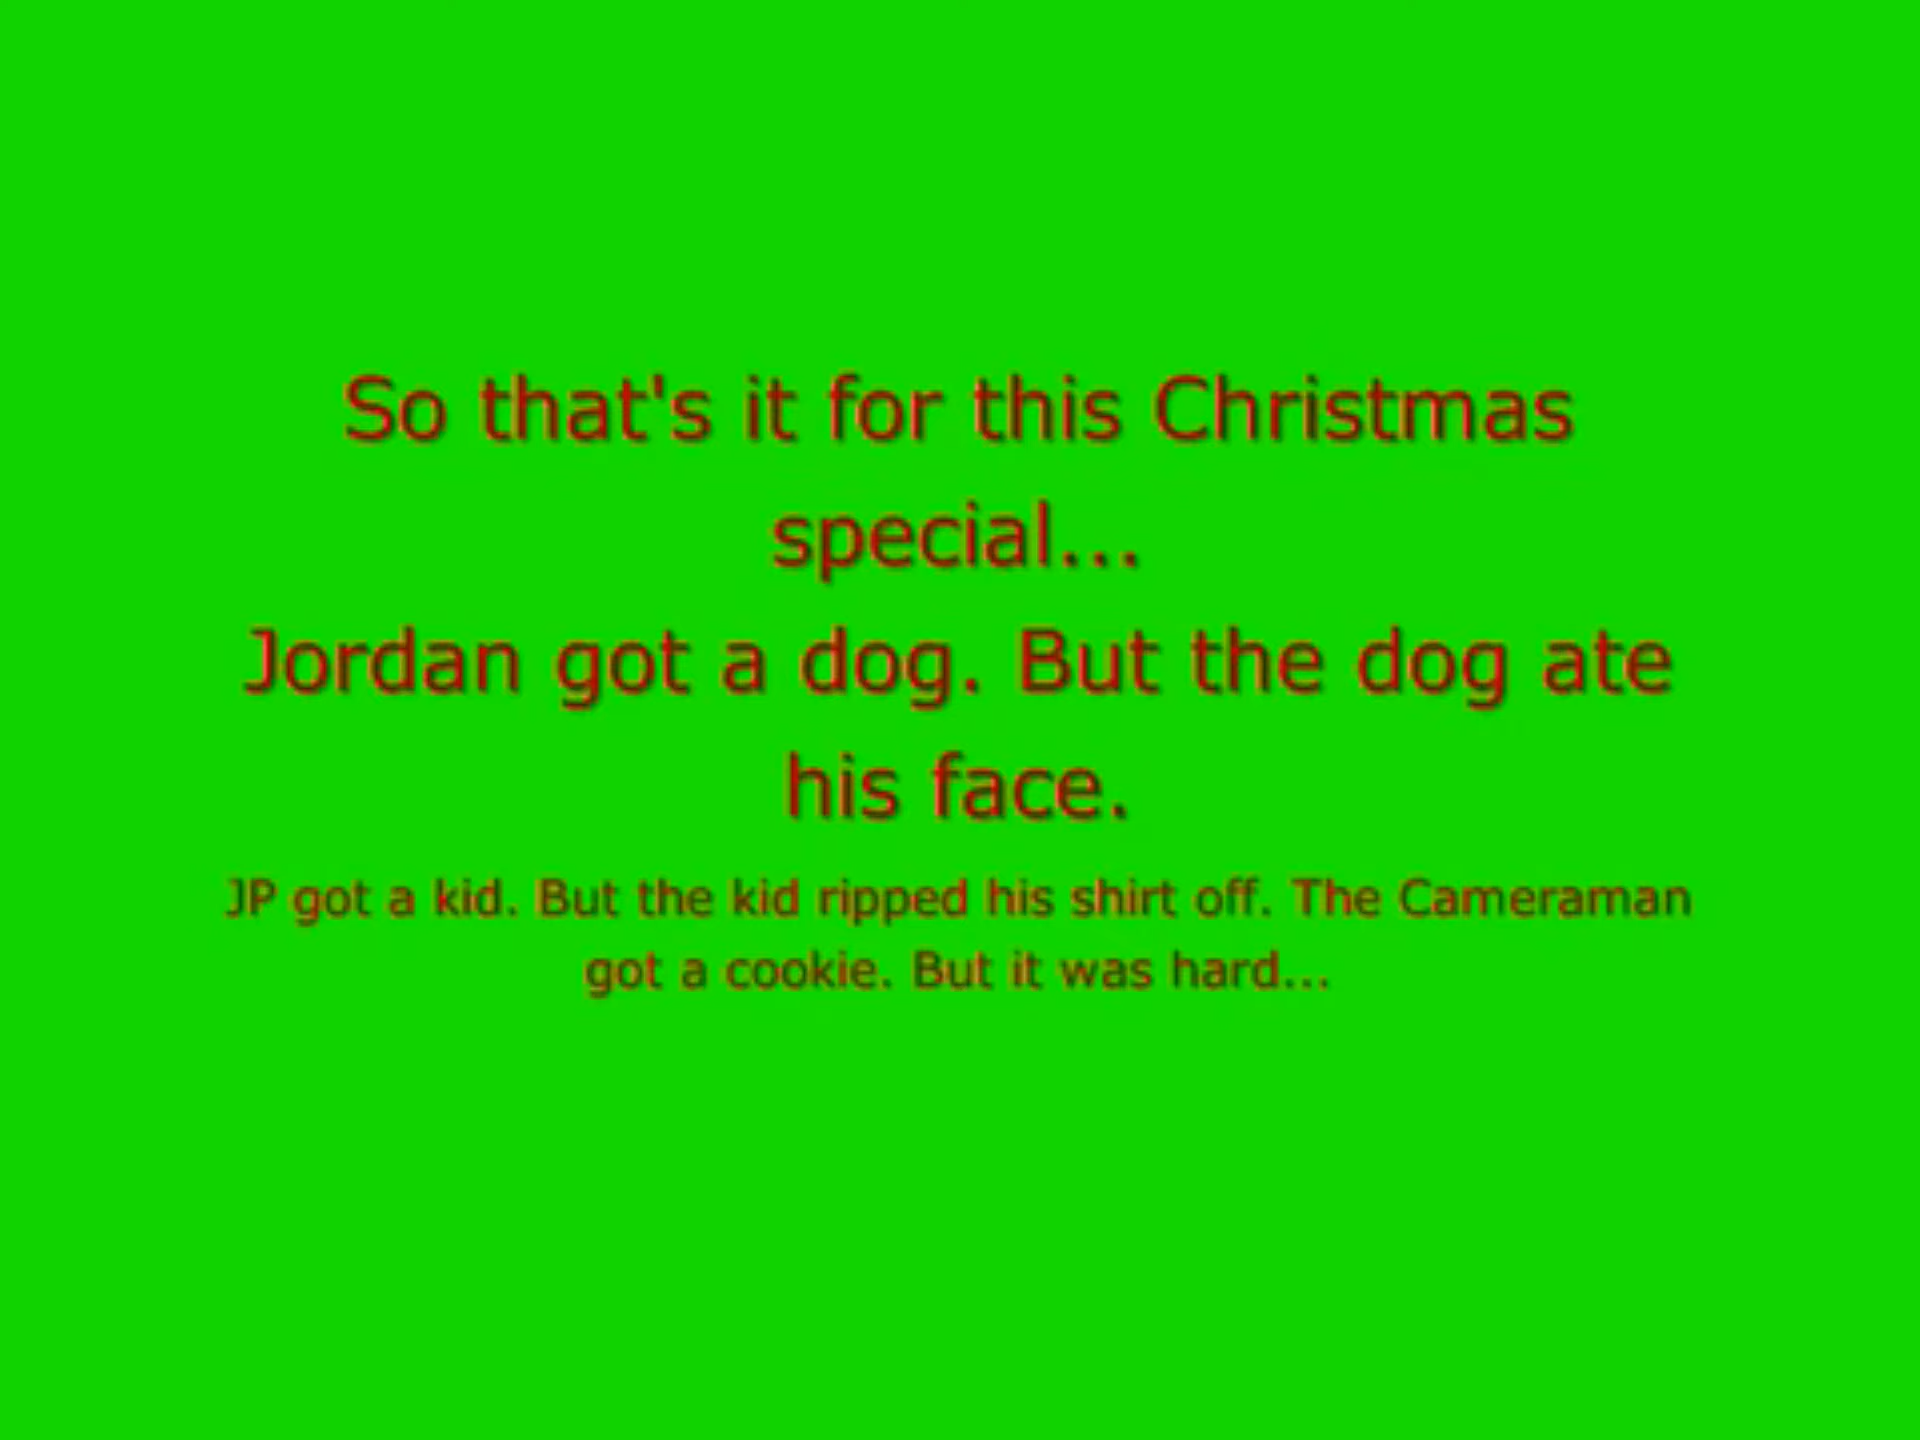 So that's it for this Christmas
special...
Jordan got a dog. But the dog ate
his face.
JP got a kid. But the kid ripped his shirt off. The Cameraman
got a cookie. But it was hard...